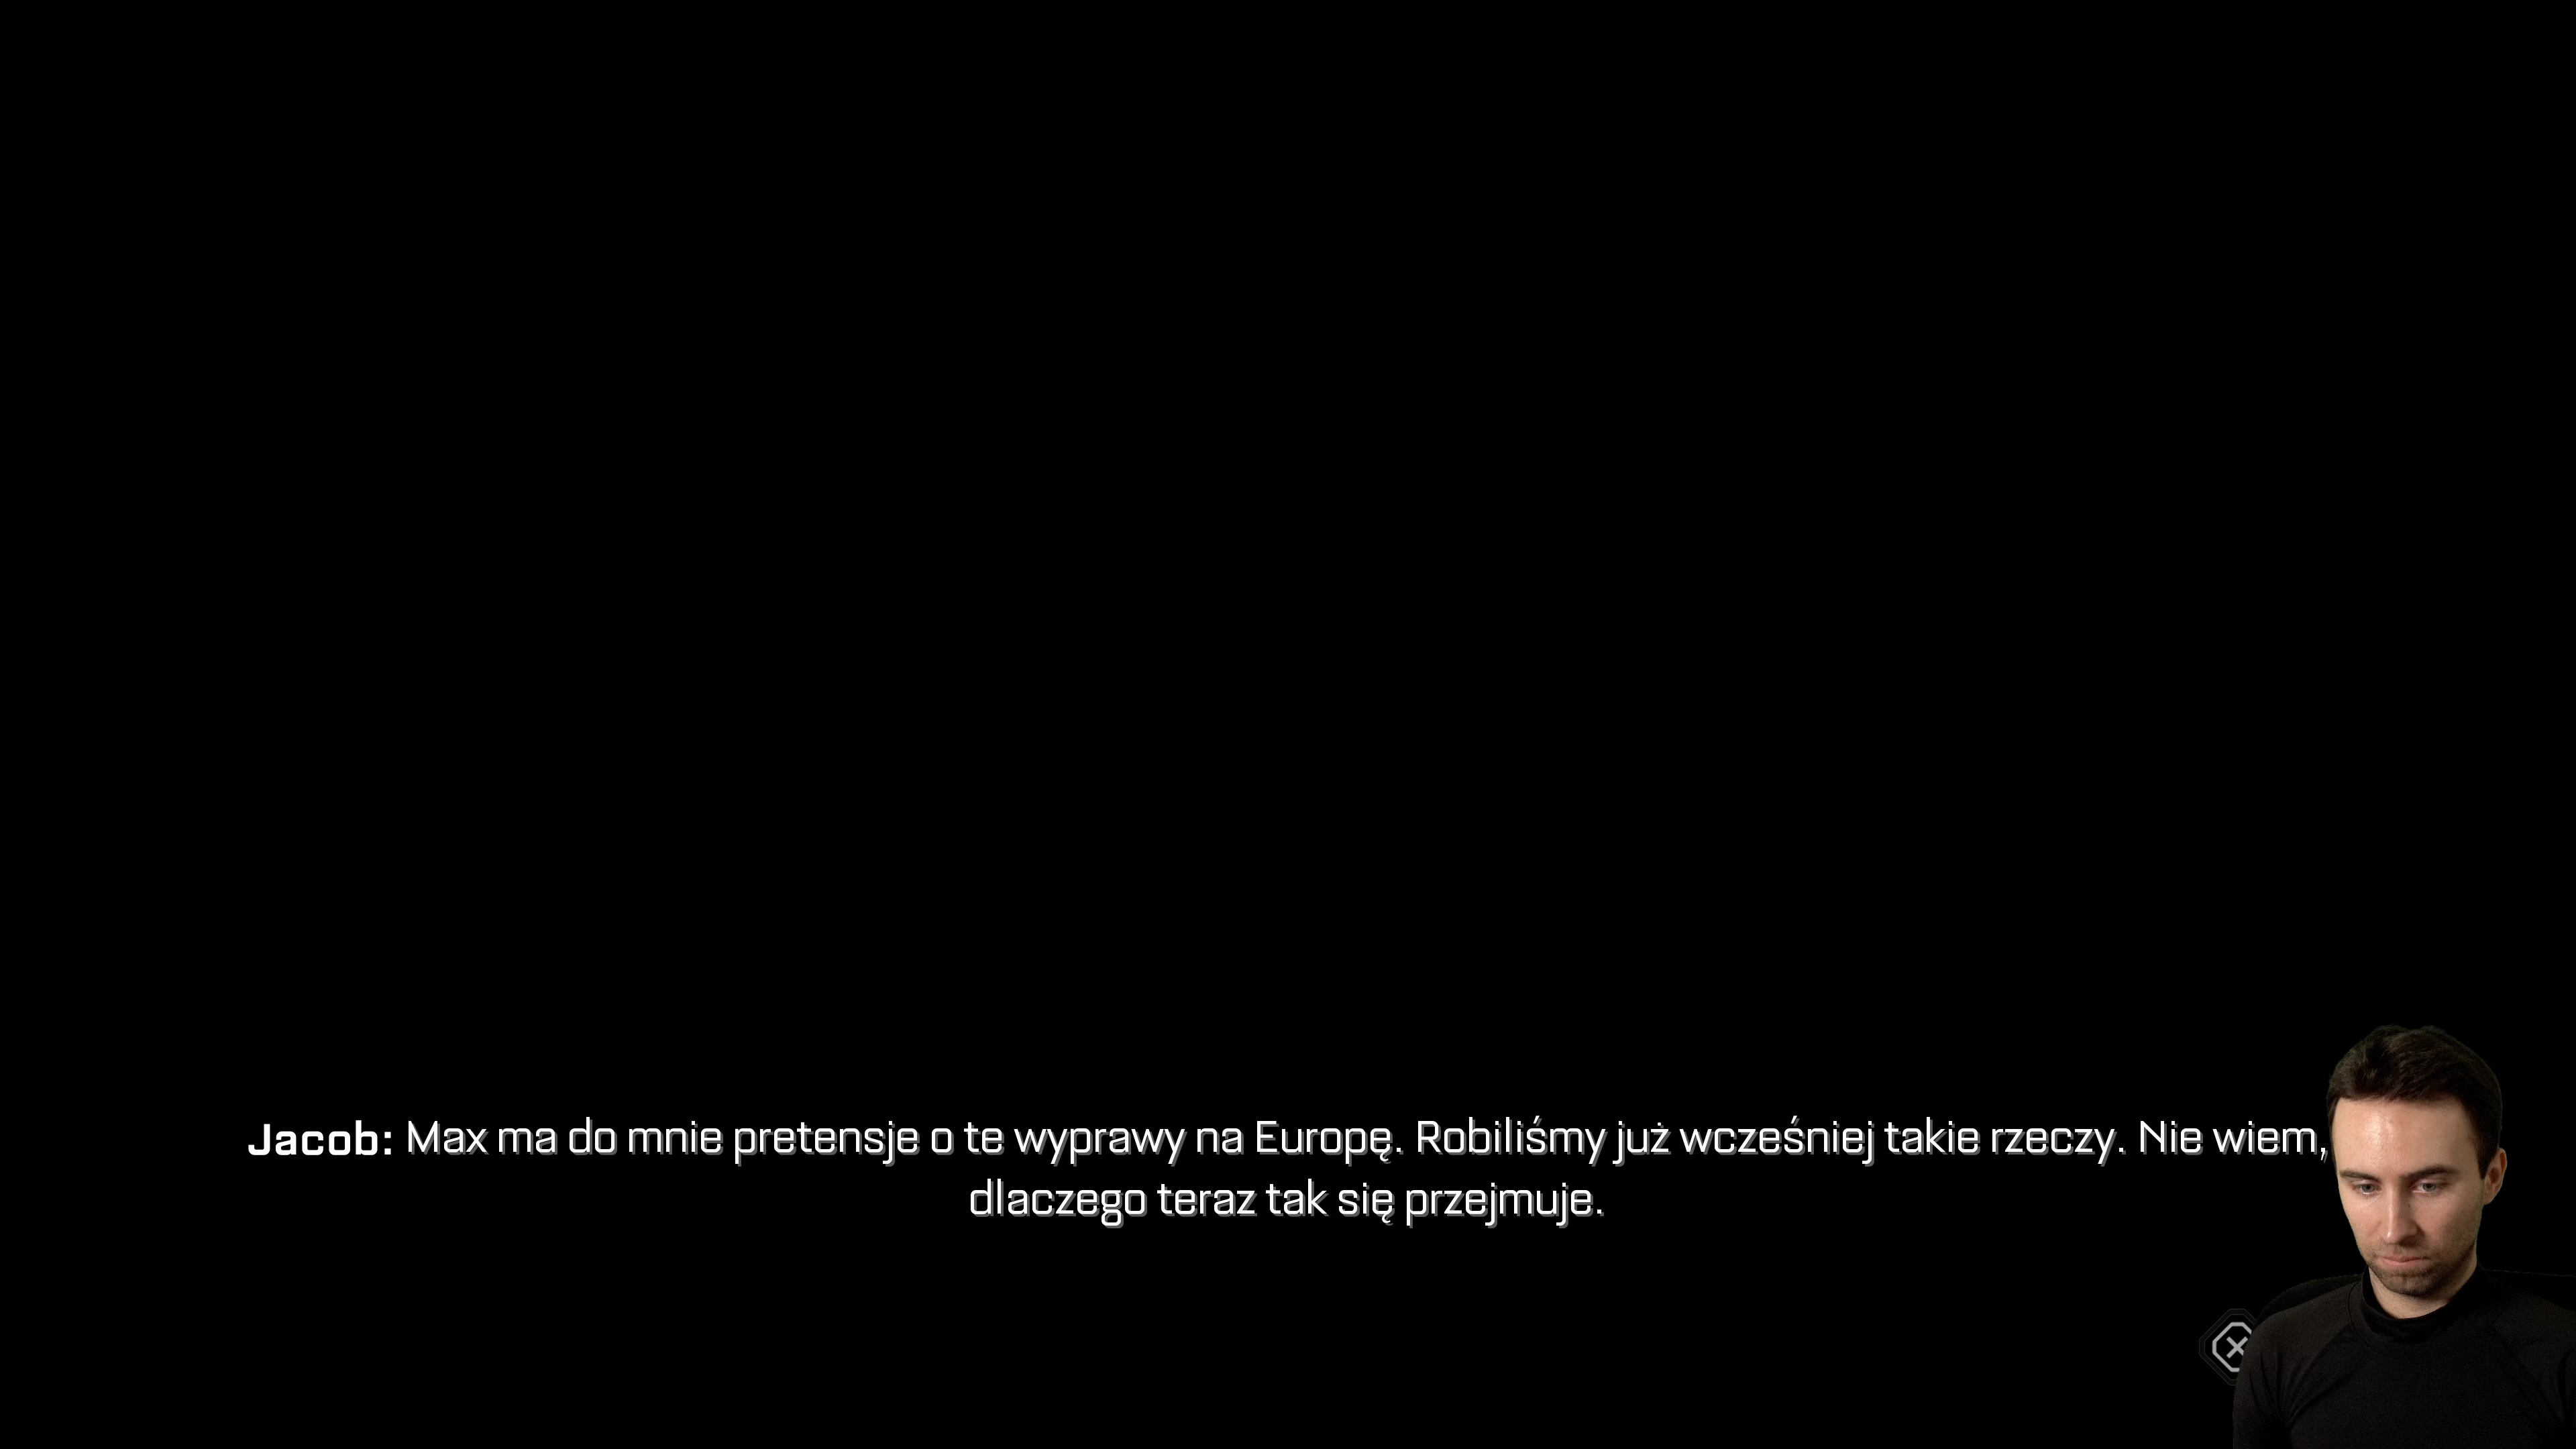 Jacob: Max ma do mnie pretensje o te wyprawy na Europę. Robiliśmy już wcześniej takie rzeczy. Nie wiem,
dlaczego teraz tak się przejmuje.